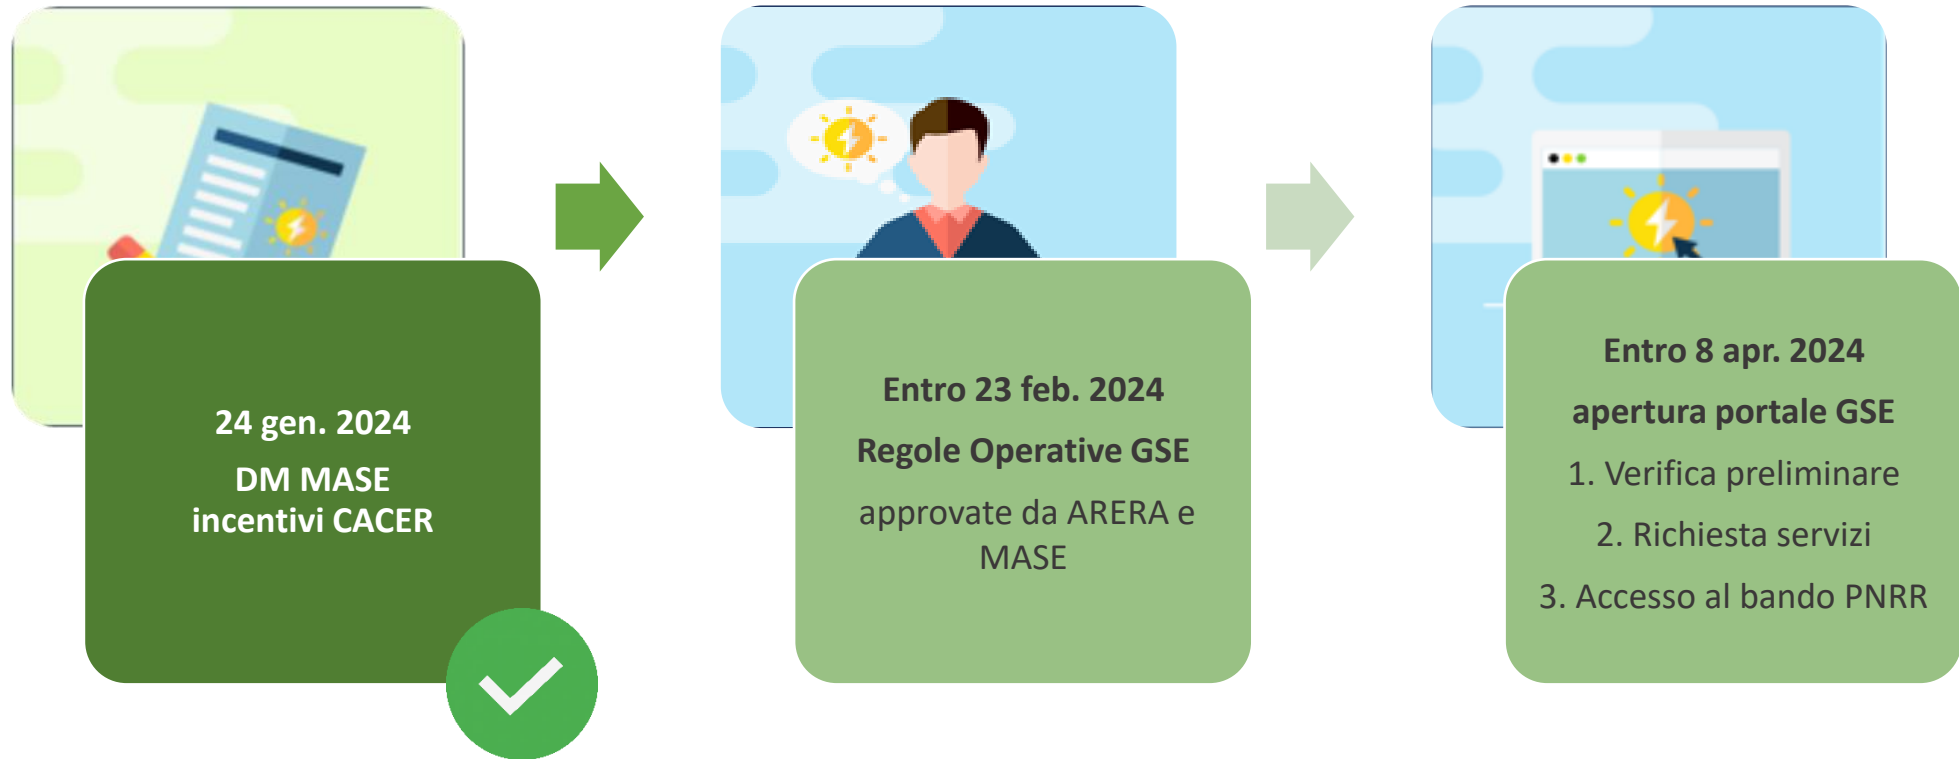 24 gen. 2024
DM MASE
incentivi CACER
Entro 23 feb. 2024
Regole Operative GSE
approvate da ARERA e
MASE
Entro 8 apr. 2024
apertura portale GSE
1. Verifica preliminare
2. Richiesta servizi
3. Accesso al bando PNRR